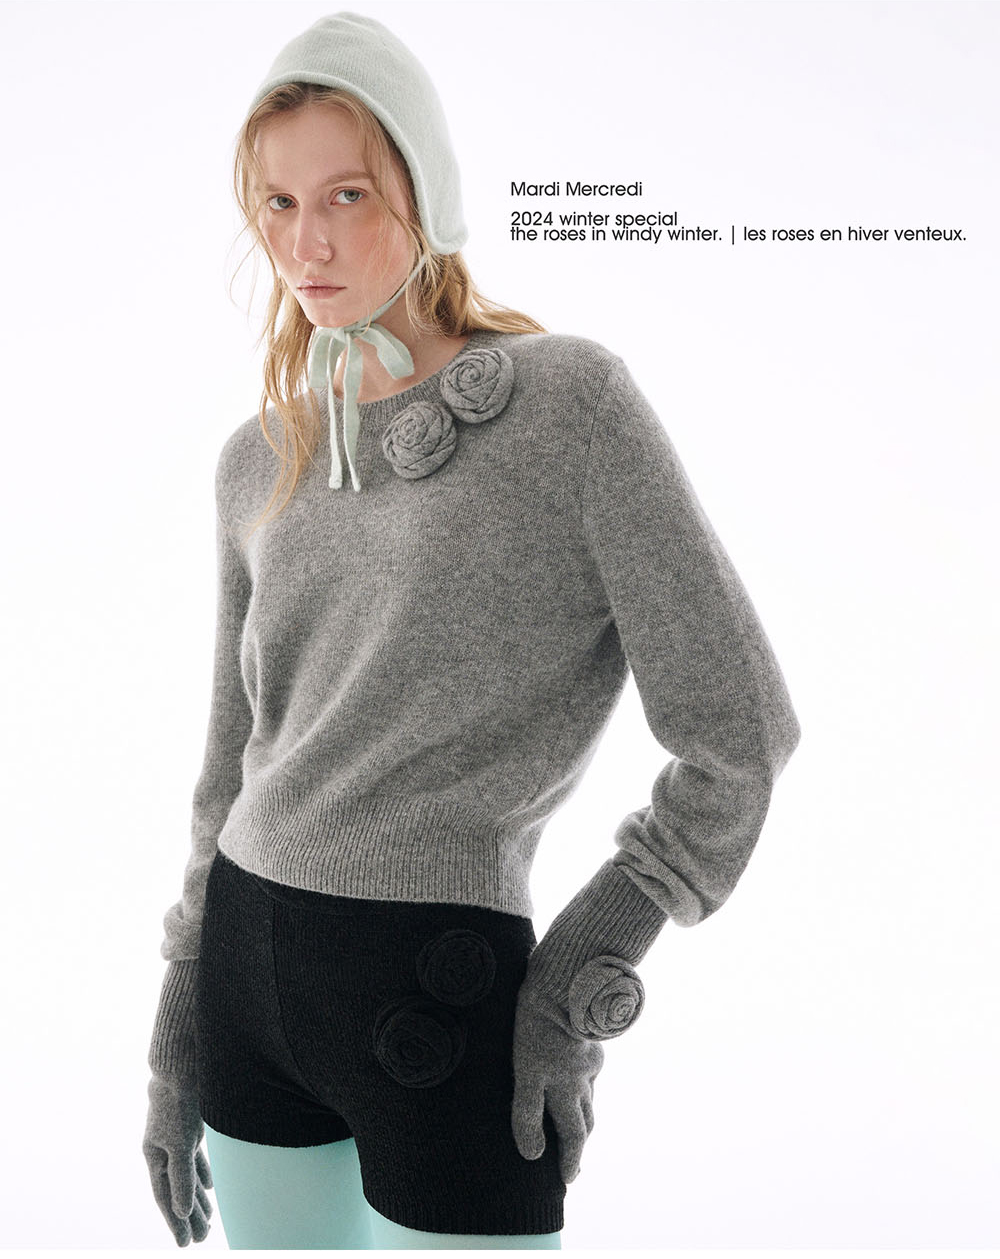 Mardi Mercredi
2024 winter special
the roses in windy winter. | les roses en hiver venteux.